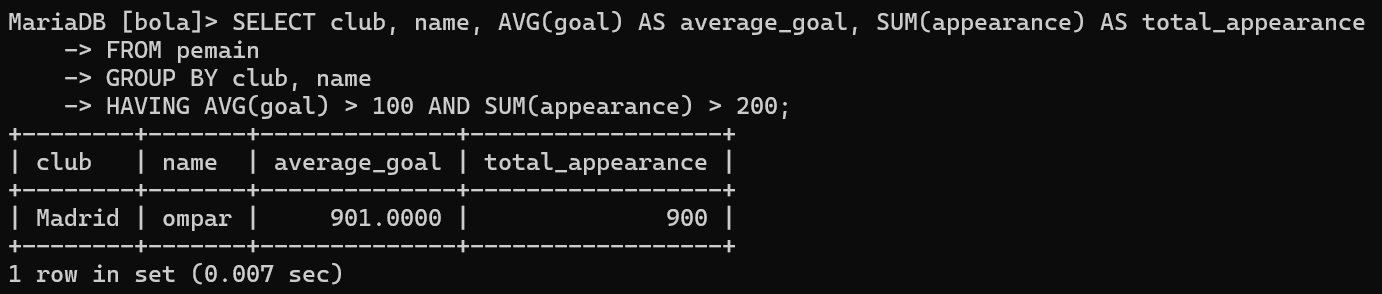 MariaDB [bola]> SELECT club, name, AVG(goal) AS average_goal, SUM(appearance) AS total_appearance
    -> FROM pemain
    -> GROUP BY club, name
    -> HAVING AVG(goal) > 100 AND SUM(appearance) > 200;
+--------+-------+--------------+------------------+
| club   | name  | average_goal | total_appearance |
+--------+-------+--------------+------------------+
| Madrid | ompar |     901.0000 |              900 |
+--------+-------+--------------+------------------+
1 row in set (0.007 sec)